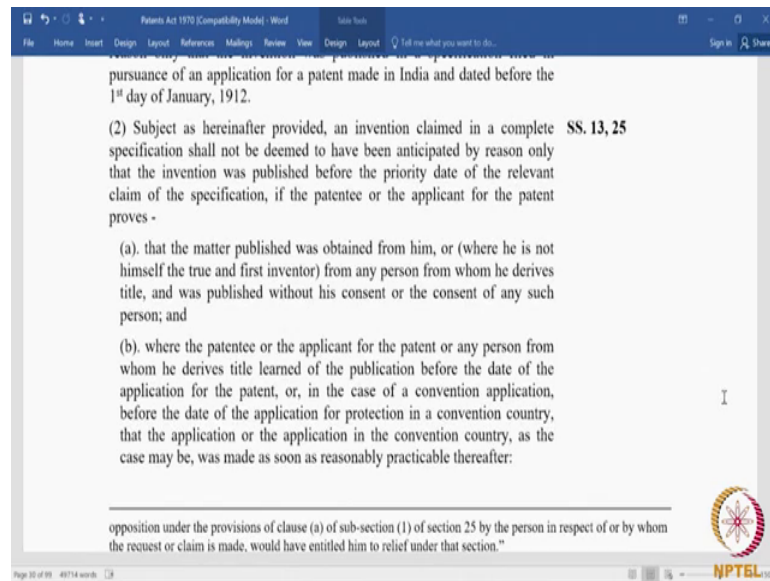 Patents Act 1970 [Compatibility Mode] - Word
Table Tools
File Home Insert Design Layout References Mailings Review View Design Layout Tell me what you want to do...
Sign in Share
pursuance of an application for a patent made in India and dated before the
1st day of January, 1912.
(2) Subject as hereinafter provided, an invention claimed in a complete SS. 13, 25
specification shall not be deemed to have been anticipated by reason only
that the invention was published before the priority date of the relevant
claim of the specification, if the patentee or the applicant for the patent
proves -
(a). that the matter published was obtained from him, or (where he is not
himself the true and first inventor) from any person from whom he derives
title, and was published without his consent or the consent of any such
person; and
(b). where the patentee or the applicant for the patent or any person from
whom he derives title learned of the publication before the date of the
application for the patent, or, in the case of a convention application,
before the date of the application for protection in a convention country,
that the application or the application in the convention country, as the
case may be, was made as soon as reasonably practicable thereafter:
opposition under the provisions of clause (a) of sub-section (1) of section 25 by the person in respect of or by whom
the request or claim is made, would have entitled him to relief under that section."
Page 30 of 99 49714 words
NPTEL